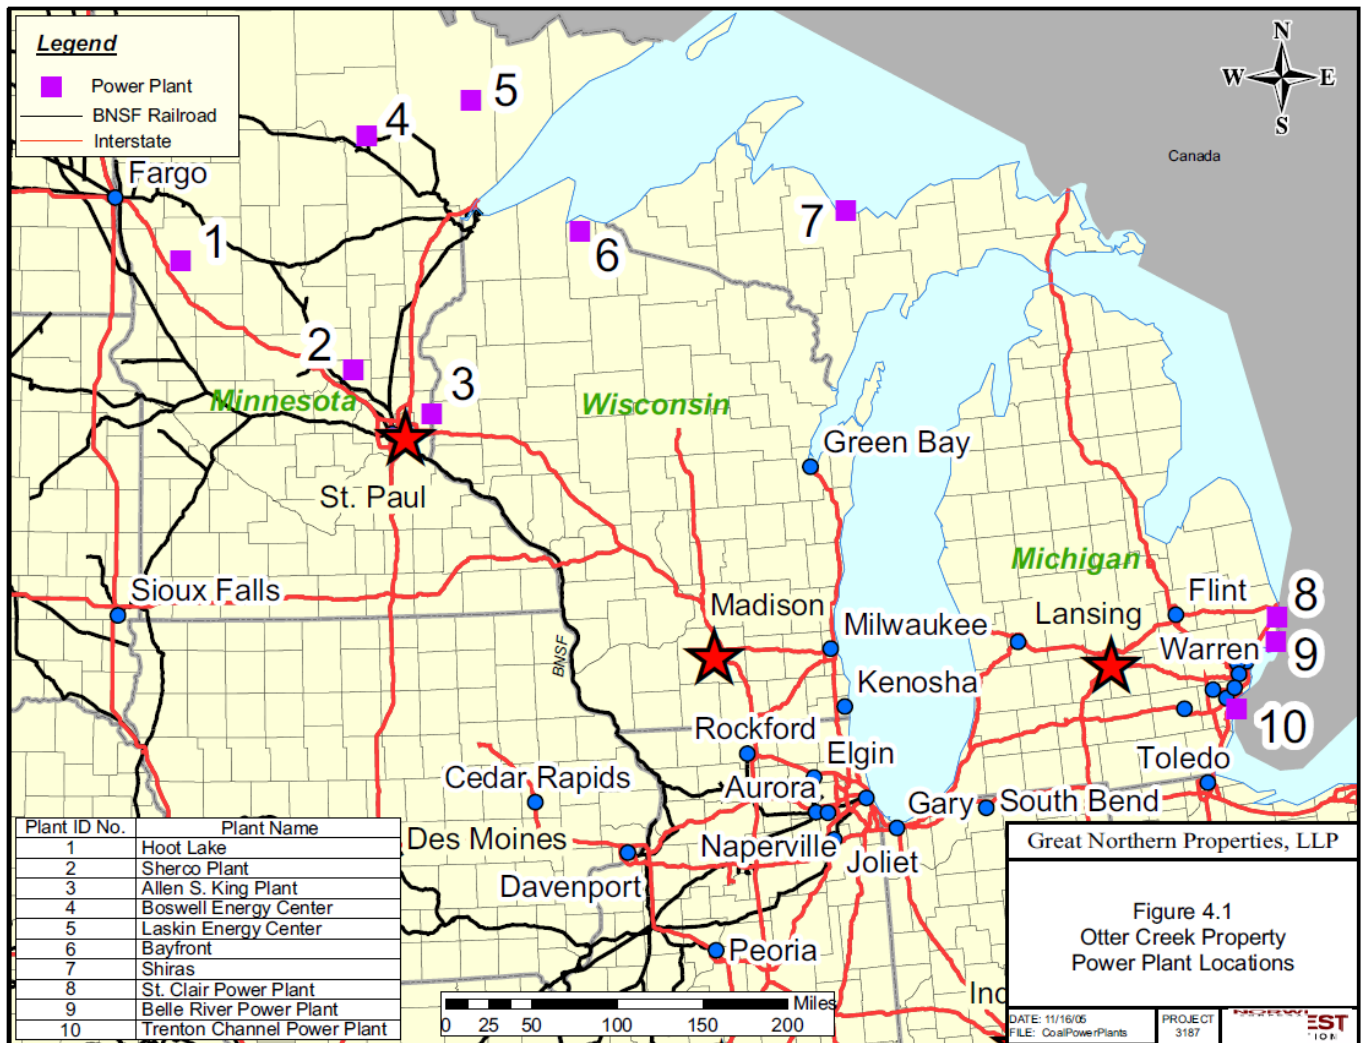 Legend
Power Plant
BNSF Railroad
Interstate
N
W E
S
Canada
5
4
Fargo
1
7
6
2
3
Minnesota
Wisconsin
Green Bay
St. Paul
Michigan
Sioux Falls
Madison
Lansing
Flint
8
Milwaukee
Warren
9
BNSF
Kenosha
10
Rockford
Elgin
Toledo
Cedar Rapids
Aurora
Gary
South Bend
Des Moines
Naperville
Joliet
Davenport
Peoria
Plant ID No. Plant Name
1 Hoot Lake
2 Sherco Plant
3 Allen S. King Plant
4 Boswell Energy Center
5 Laskin Energy Center
6 Bayfront
7 Shiras
8 St. Clair Power Plant
9 Belle River Power Plant
10 Trenton Channel Power Plant
Miles
0 25 50 100 150 200
Great Northern Properties, LLP
Figure 4.1
Otter Creek Property
Power Plant Locations
DATE: 11/16/05
FILE: CoalPowerPlants
PROJECT
3187